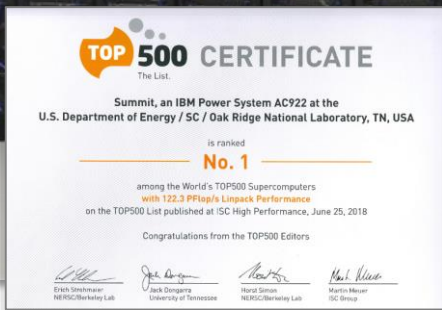 TOP 500 CERTIFICATE
The List.
Summit, an IBM Power System AC922 at the
U.S. Department of Energy / SC / Oak Ridge National Laboratory, TN, USA
is ranked
No. 1
among the World's TOP500 Supercomputers
with 122.3 PFlop/s Linpack Performance
on the TOP500 List published at ISC High Performance, June 25, 2018
Congratulations from the TOP500 Editors
Erich Strohmaier Jack Dongarra Horst Simon Martin Meuer
NERSC/Berkeley Lab University of Tennessee NERSC/Berkeley Lab ISC Group